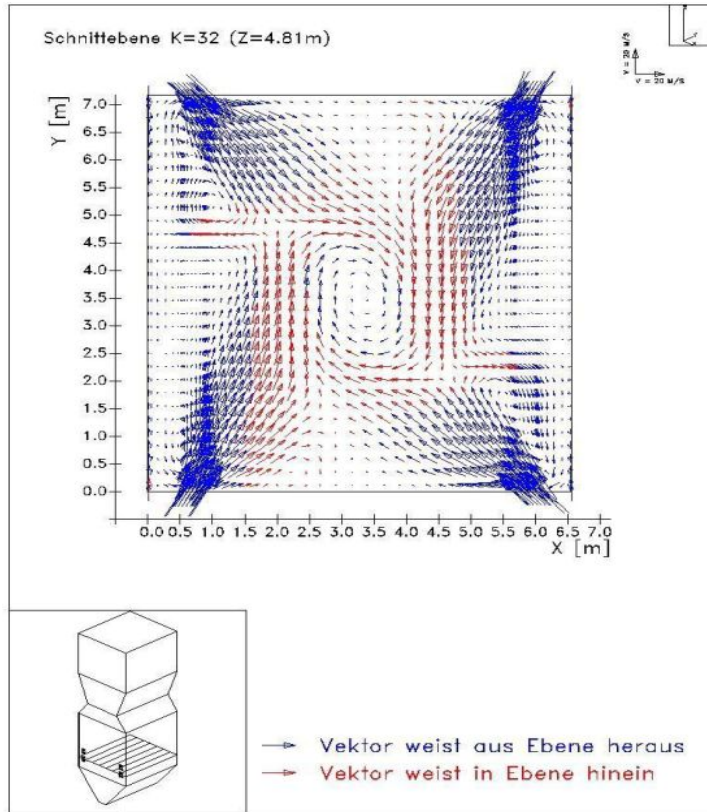 Schnittebene K=32 (Z=4.81m)
V = 20 M/S
V = 20 M/S
Y [m]
7.0
6.5
6.0
5.5
5.0
4.5
4.0
3.5
3.0
2.5
2.0
1.5
1.0
0.5
0.0
0.0 0.5 1.0 1.5 2.0 2.5 3.0 3.5 4.0 4.5 5.0 5.5 6.0 6.5 7.0
X [m]
Vektor weist aus Ebene heraus
Vektor weist in Ebene hinein